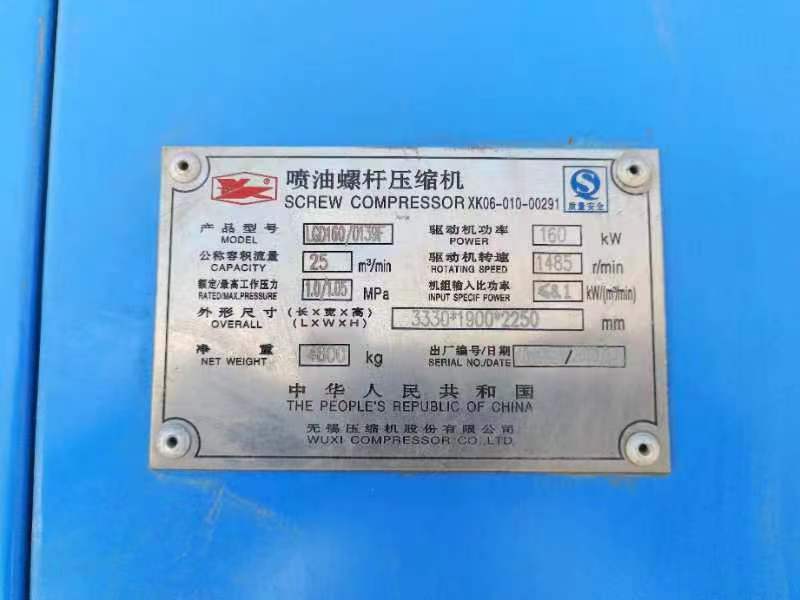 喷油螺杆压缩机
SCREW COMPRESSOR XK06-010-00291
质量安全
产品型号 LGD160/0139F 驱动机功率 160 kW
MODEL POWER
公称容积流量 25 m³/min 驱动机转速 1485 r/min
CAPACITY ROTATING SPEED
额定/最高工作压力 1.0/1.05 MPa 机组输入比功率 ≤8.1 kW/(m³/min)
RATED/MAX.PRESSURE INPUT SPECIF POWER
外形尺寸 (长×宽×高) 3330*1900*2250 mm
OVERALL (L×W×H)
净重 4800 kg 出厂编号/日期 /
NET WEIGHT SERIAL NO./DATE
中华人民共和国
THE PEOPLE'S REPUBLIC OF CHINA
无锡压缩机股份有限公司
WUXI COMPRESSOR CO.,LTD.